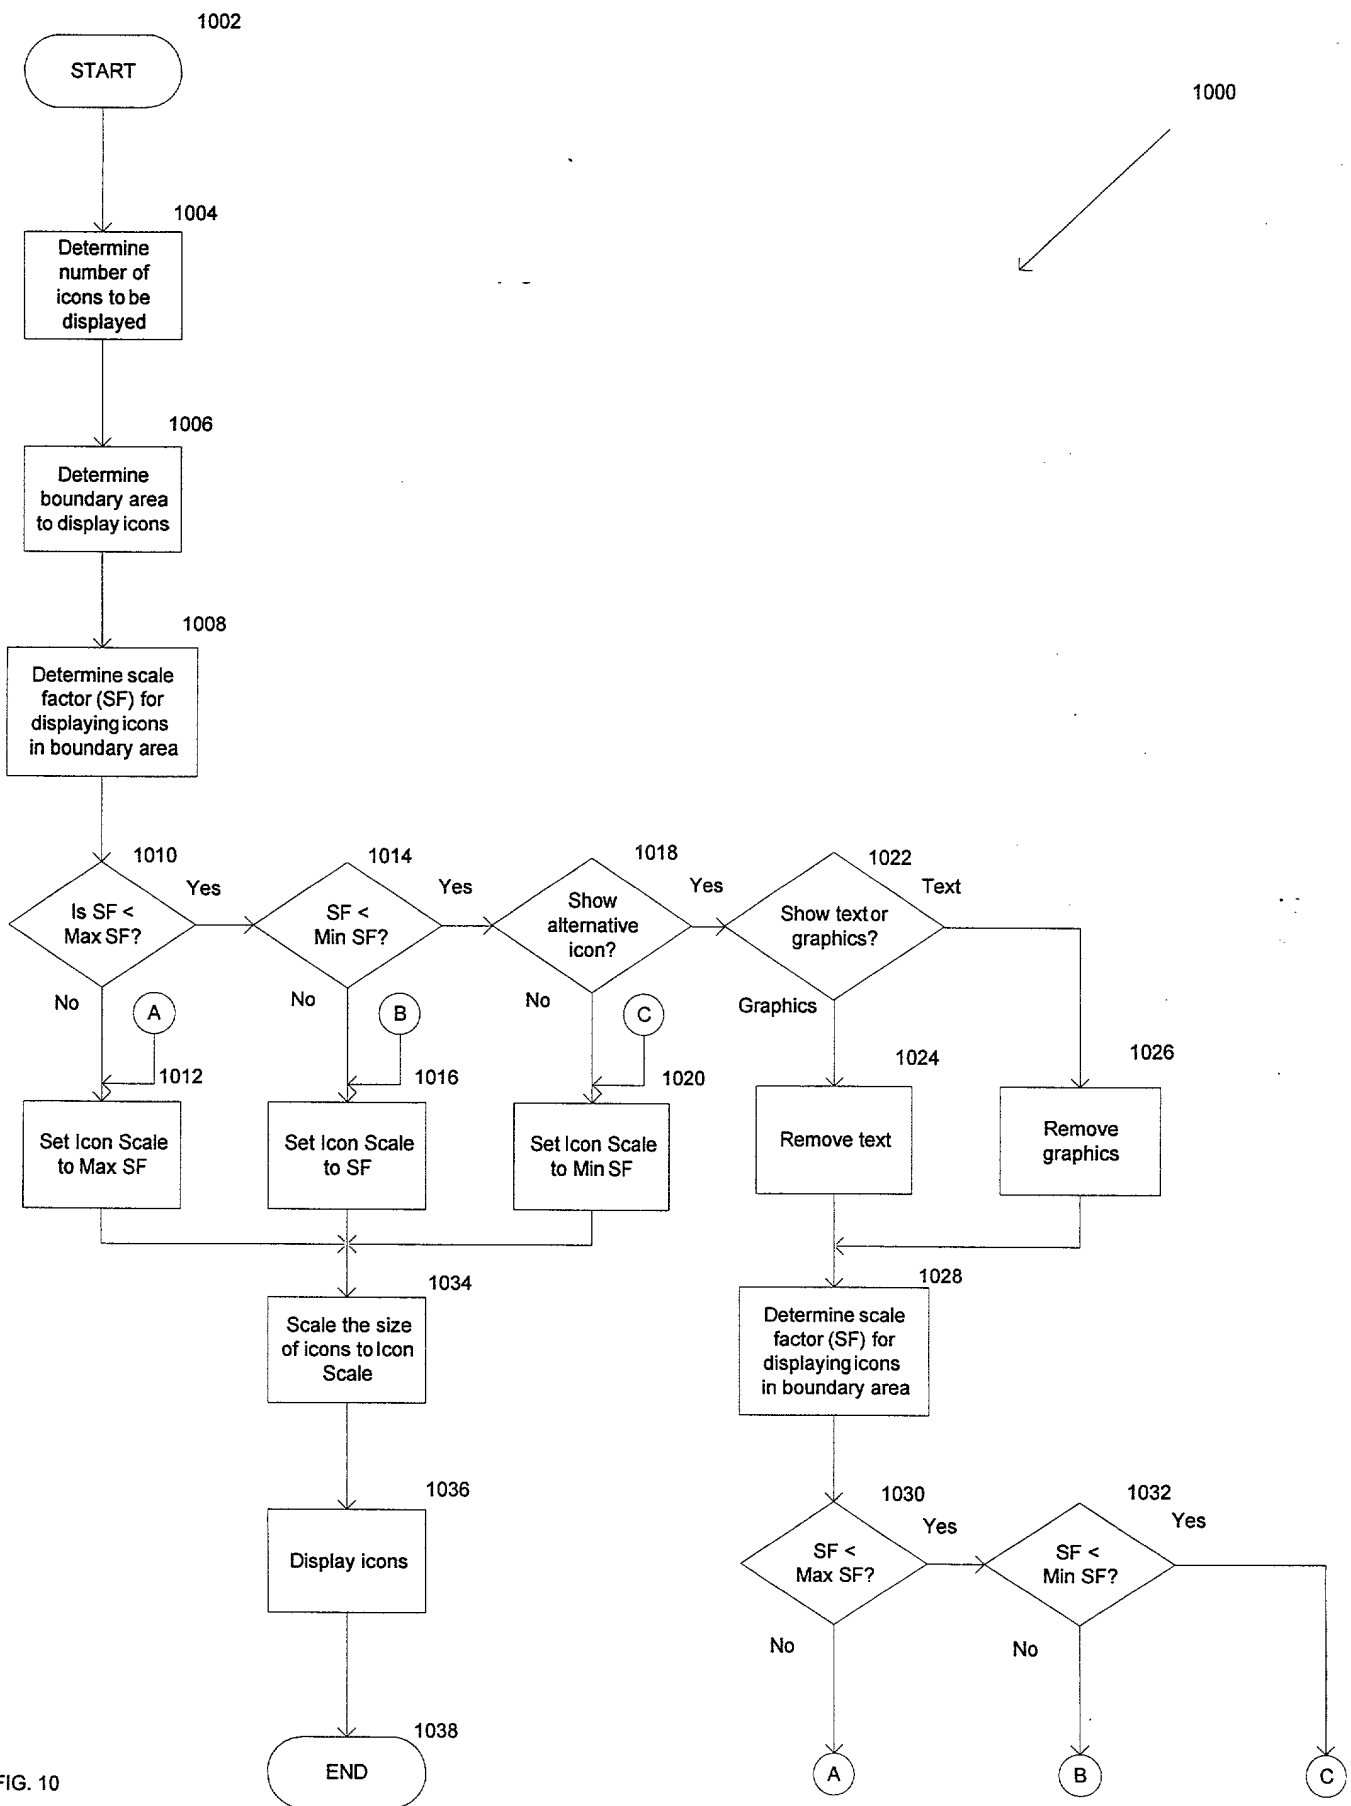 1002
START
1000
1004
Determine
number of
icons to be
displayed
1006
Determine
boundary area
to display icons
1008
Determine scale
factor (SF) for
displaying icons
in boundary area
1010
Is SF <
Max SF?
Yes
No
1014
SF <
Min SF?
Yes
No
1018
Show
alternative
icon?
Yes
No
1022
Show text or
graphics?
Text
Graphics
A
B
C
1012
Set Icon Scale
to Max SF
1016
Set Icon Scale
to SF
1020
Set Icon Scale
to Min SF
1024
Remove text
1026
Remove
graphics
1034
Scale the size
of icons to Icon
Scale
1028
Determine scale
factor (SF) for
displaying icons
in boundary area
1036
Display icons
1030
SF <
Max SF?
Yes
No
1032
SF <
Min SF?
Yes
No
1038
END
A
B
C
FIG. 10